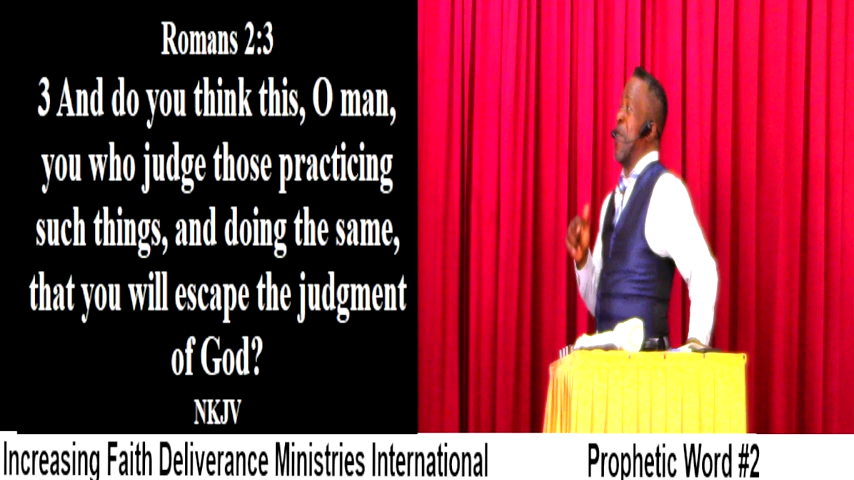 Romans 2:3
3 And do you think this, O man,
you who judge those practicing
such things, and doing the same,
that you will escape the judgment
of God?
NKJV
Increasing Faith Deliverance Ministries International
Prophetic Word #2